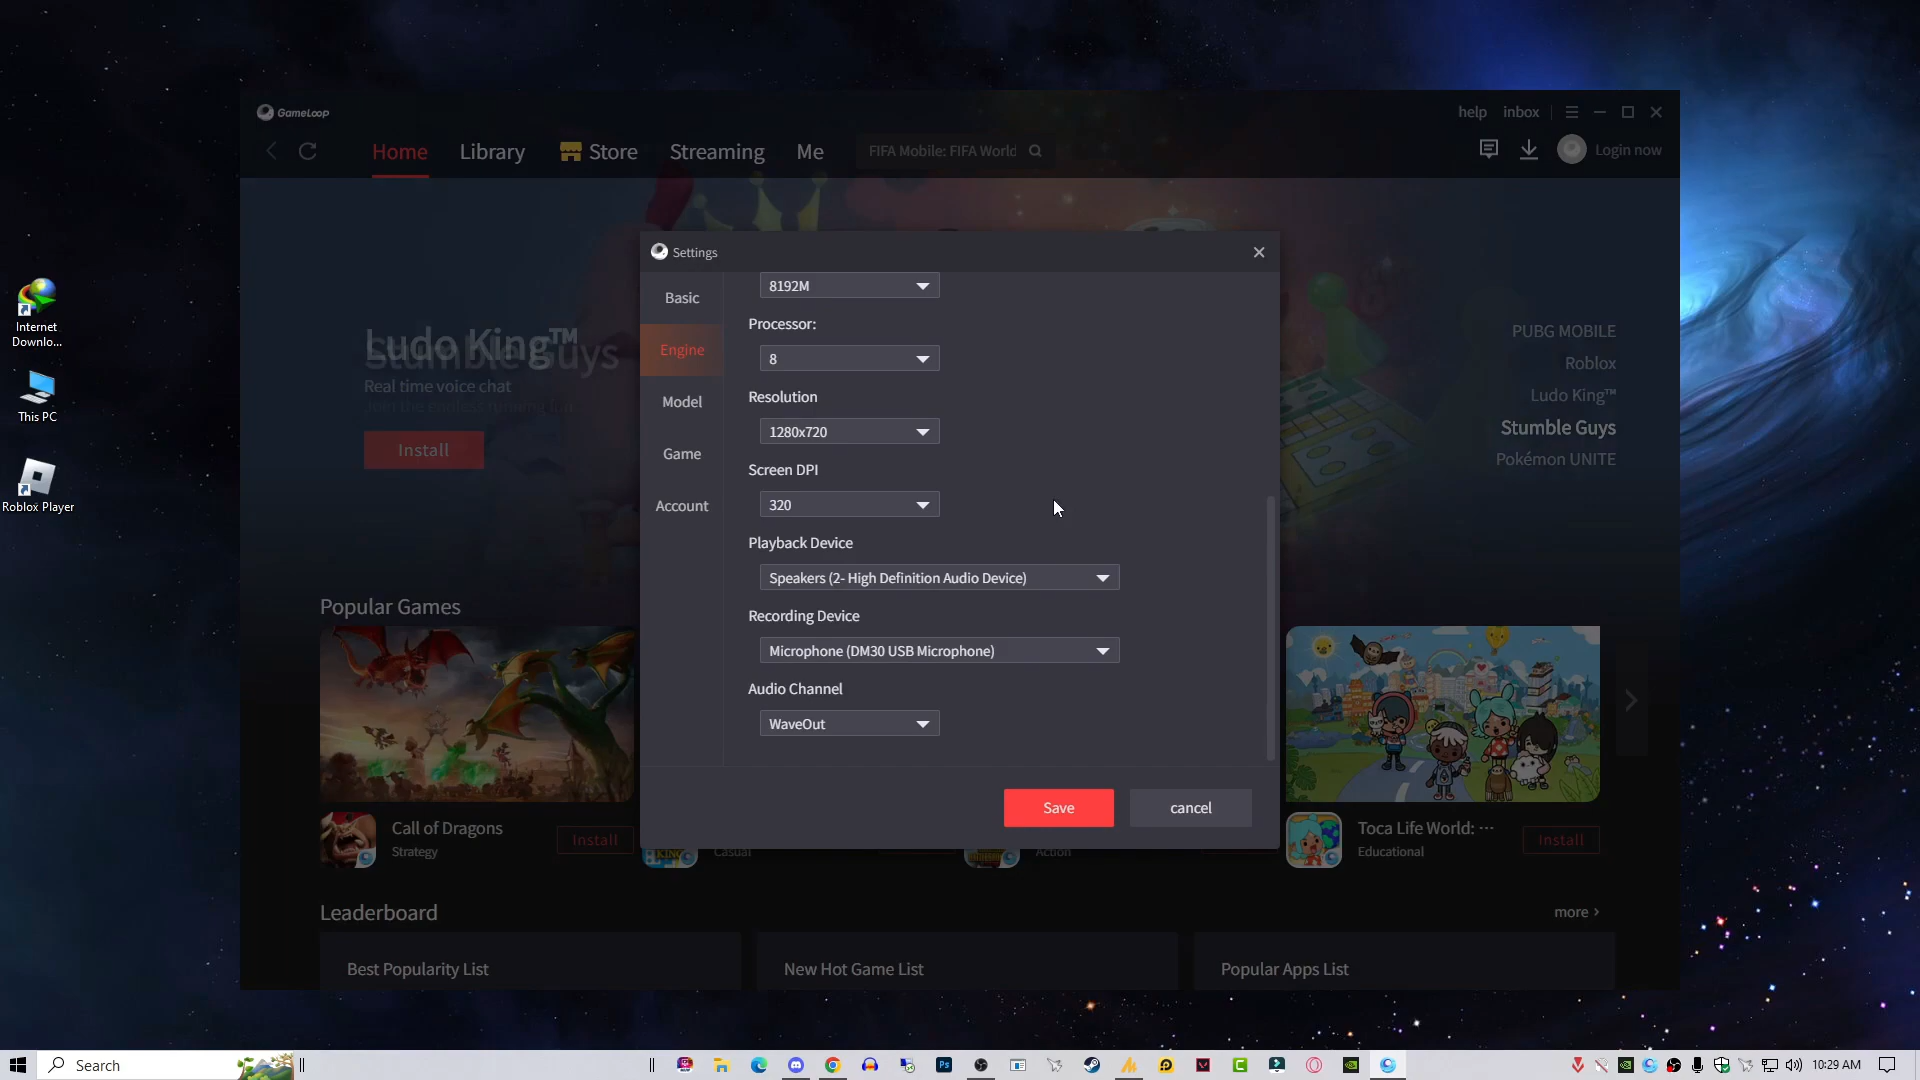 GameLoop
help inbox
Home Library Store Streaming Me FIFA Mobile: FIFA World Login now
Settings
Basic
Engine
Model
Game
Account
8192M
Processor:
8
Resolution
1280x720
Screen DPI
320
Playback Device
Speakers (2- High Definition Audio Device)
Recording Device
Microphone (DM30 USB Microphone)
Audio Channel
WaveOut
Save cancel
Ludo King™
Stumble Guys
Real time voice chat
Install
PUBG MOBILE
Roblox
Ludo King™
Stumble Guys
Pokémon UNITE
Internet
Downlo...
This PC
Roblox Player
Popular Games
Call of Dragons
Strategy
Install
KING
Casual
Action
Toca Life World: ···
Educational
Install
Leaderboard
more >
Best Popularity List
New Hot Game List
Popular Apps List
Search
10:29 AM